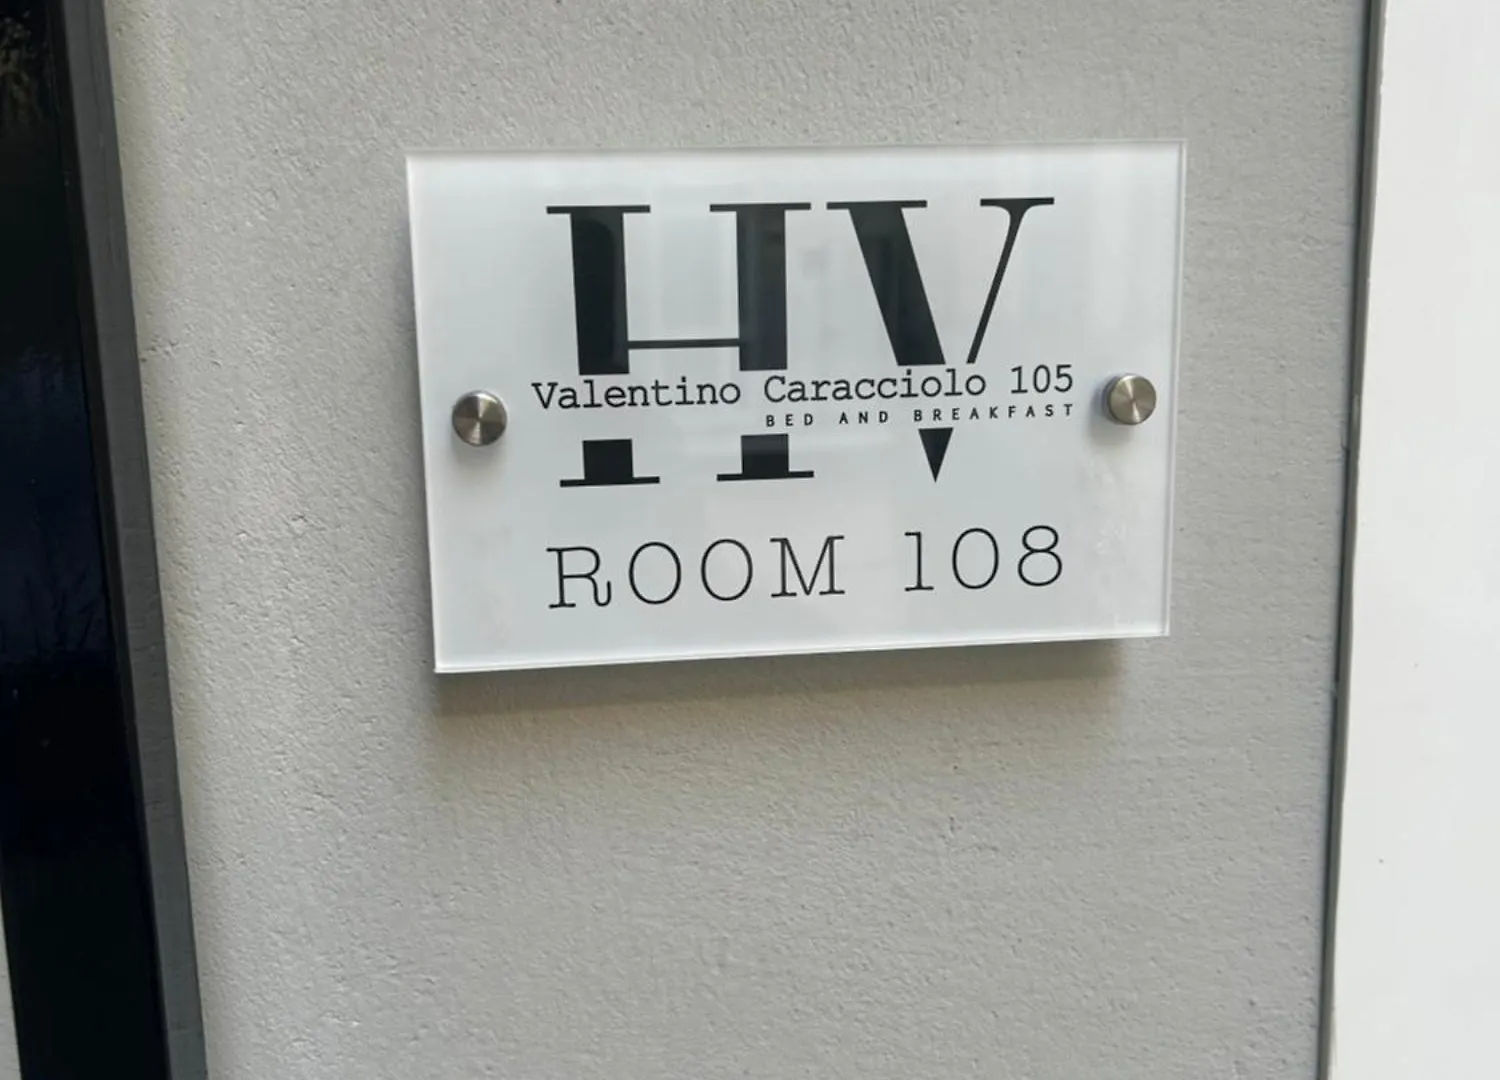 HV
Valentino Caracciolo 105
BED AND BREAKFAST
ROOM 108